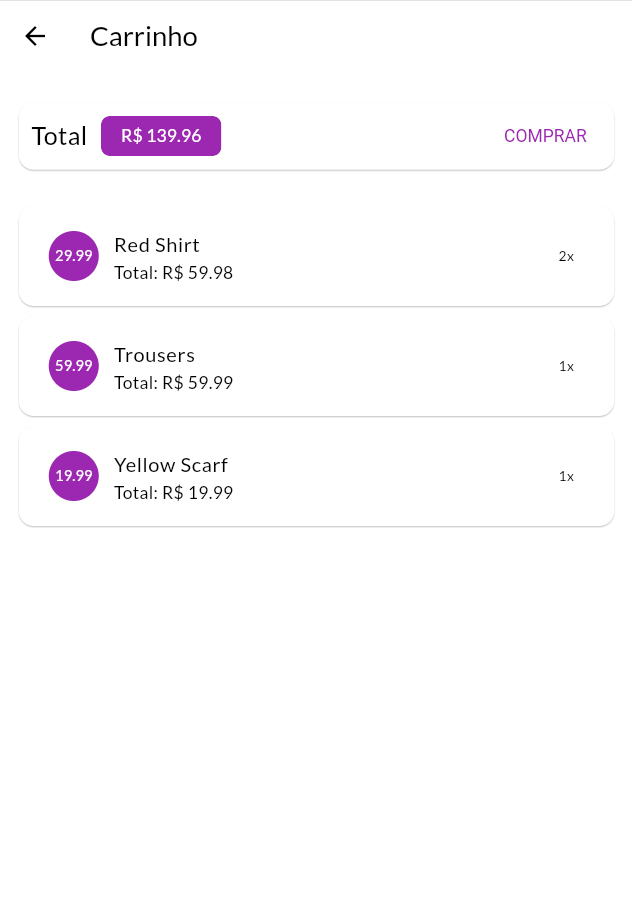 Carrinho
Total R$ 139.96 COMPRAR
29.99 Red Shirt 2x
Total: R$ 59.98
59.99 Trousers 1x
Total: R$ 59.99
19.99 Yellow Scarf 1x
Total: R$ 19.99